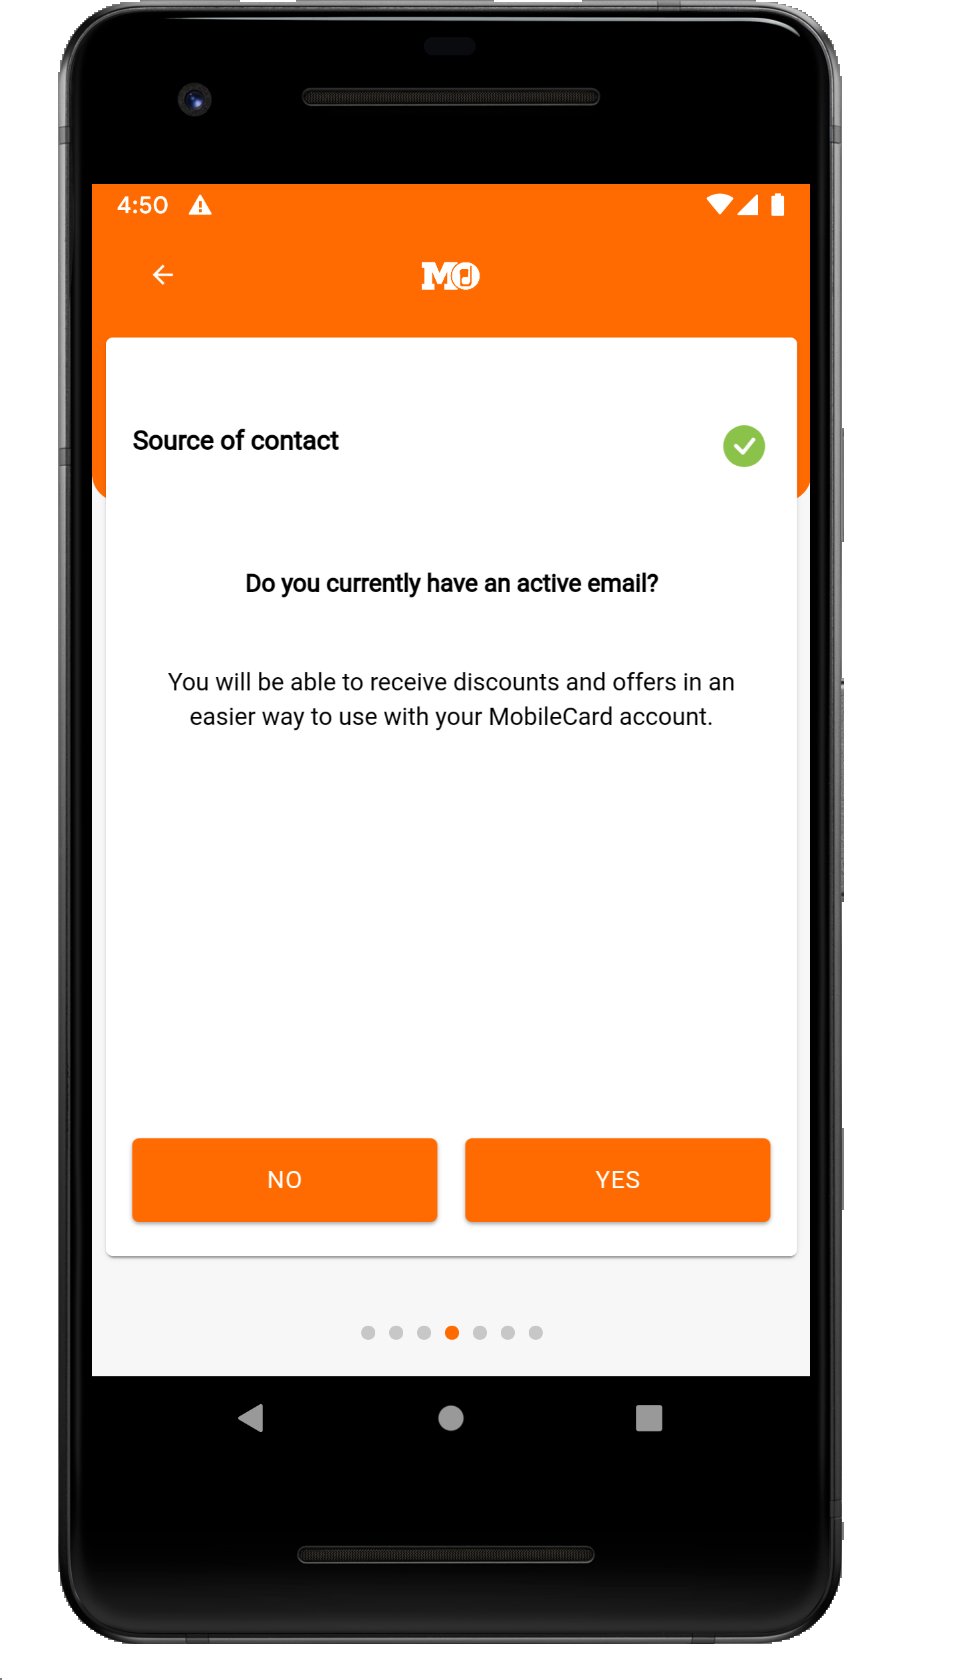 4:50
MC
Source of contact
Do you currently have an active email?
You will be able to receive discounts and offers in an
easier way to use with your MobileCard account.
NO
YES